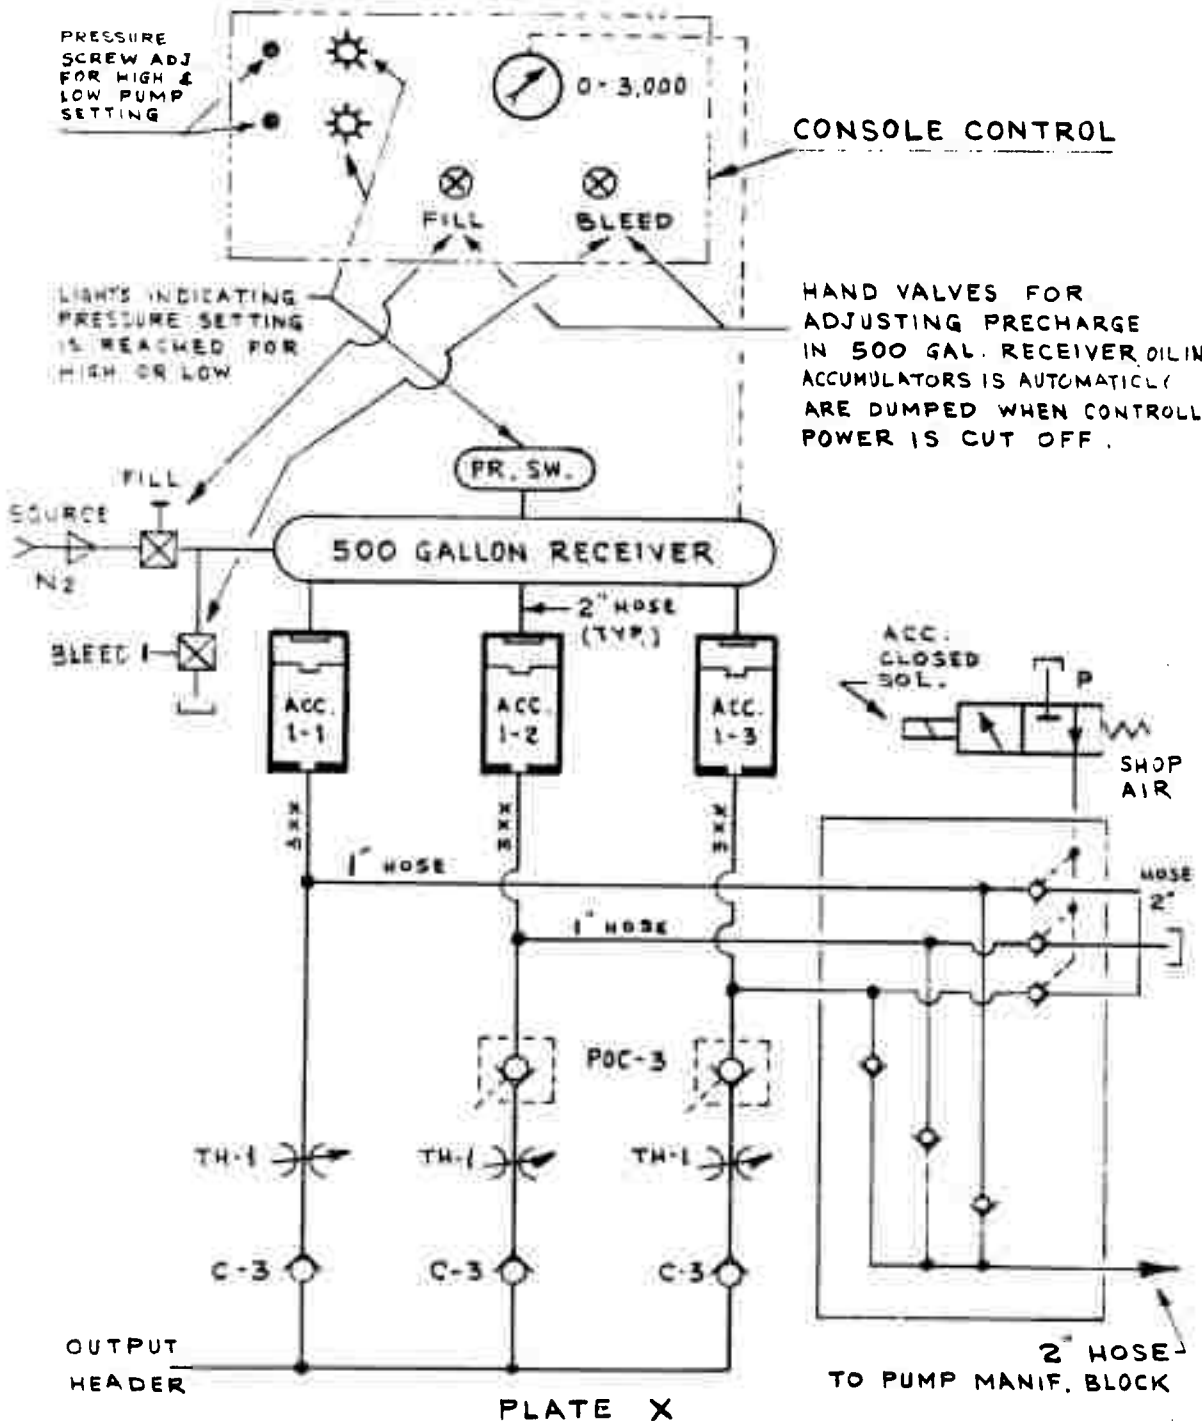 PRESSURE
SCREW ADJ
FOR HIGH &
LOW PUMP
SETTING
0-3,000
CONSOLE CONTROL
FILL
BLEED
LIGHTS INDICATING
PRESSURE SETTING
IS REACHED FOR
HIGH OR LOW
HAND VALVES FOR
ADJUSTING PRECHARGE
IN 500 GAL. RECEIVER OIL IN
ACCUMULATORS IS AUTOMATICL(
ARE DUMPED WHEN CONTROLL
POWER IS CUT OFF.
PR. SW.
FILL
SOURCE
N2
500 GALLON RECEIVER
2" HOSE
(TYP.)
BLEED
ACC.
1-1
ACC.
1-2
ACC.
1-3
ACC.
CLOSED
SOL.
P
SHOP
AIR
3XX
3XX
3XX
1" HOSE
HOSE
2"
1" HOSE
POC-3
TH-1
TH-1
TH-1
C-3
C-3
C-3
OUTPUT
HEADER
2" HOSE
TO PUMP MANIF. BLOCK
PLATE X